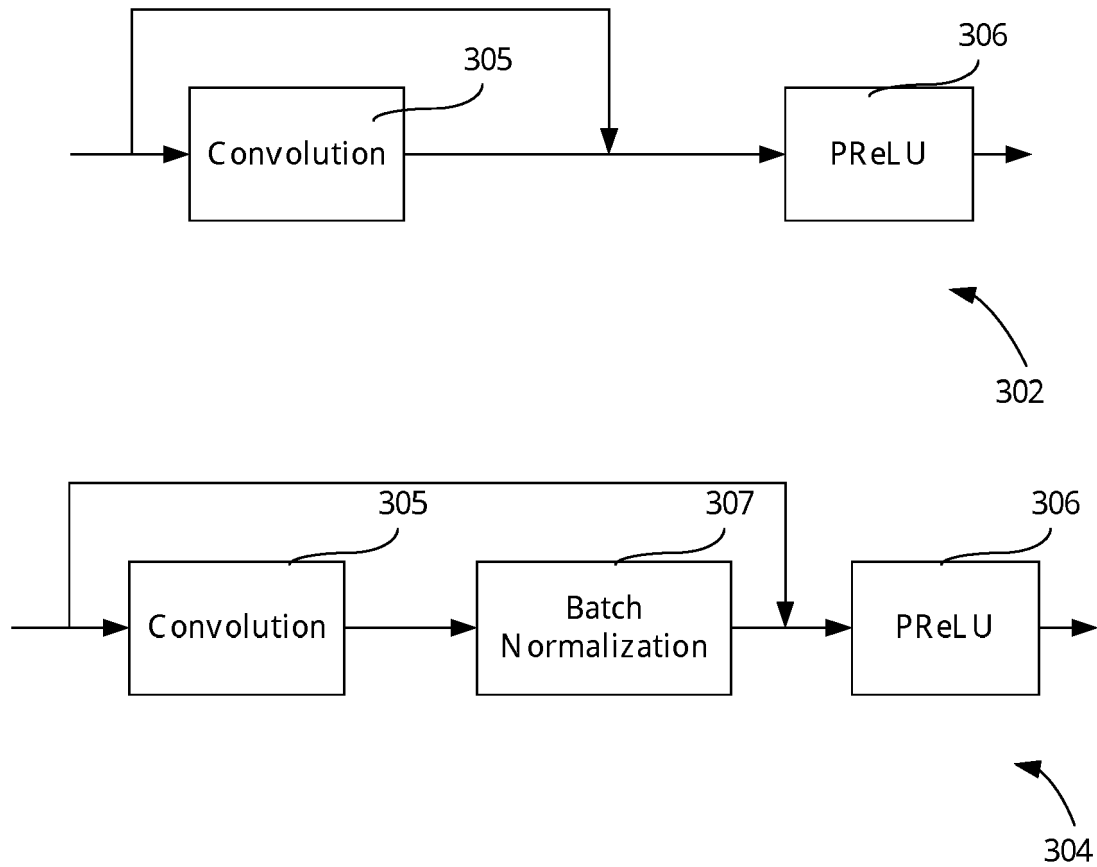 306
305
Convolution
PReLU
302
305
307
306
Convolution
Batch
Normalization
PReLU
304